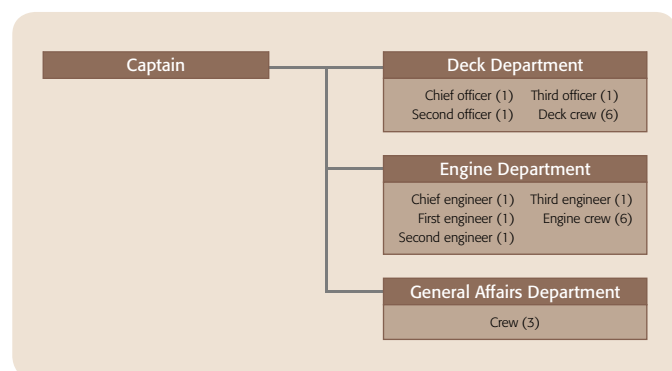 Captain
Deck Department
Chief officer (1) Third officer (1)
Second officer (1) Deck crew (6)
Engine Department
Chief engineer (1) Third engineer (1)
First engineer (1) Engine crew (6)
Second engineer (1)
General Affairs Department
Crew (3)